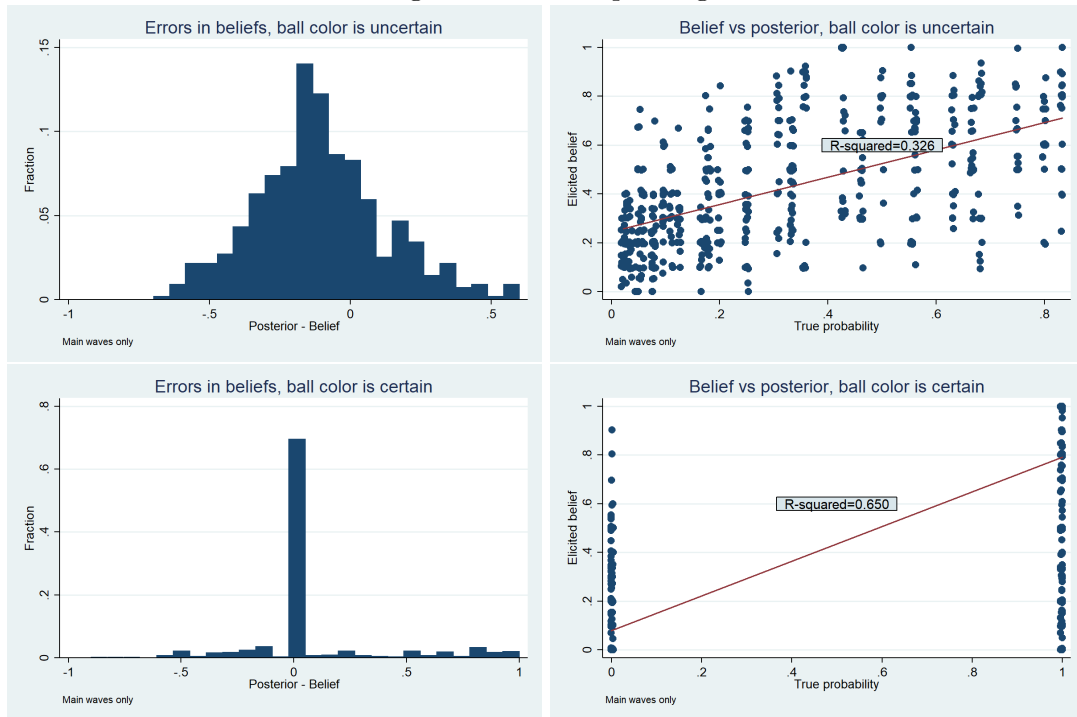 Errors in beliefs, ball color is uncertain
Fraction
.15
.1
.05
0
-1
-.5
0
.5
Posterior - Belief
Main waves only
Belief vs posterior, ball color is uncertain
Elicited belief
1
.8
.6
.4
.2
0
R-squared=0.326
0
.2
.4
.6
.8
True probability
Main waves only
Errors in beliefs, ball color is certain
Fraction
.8
.6
.4
.2
0
-1
-.5
0
.5
1
Posterior - Belief
Main waves only
Belief vs posterior, ball color is certain
Elicited belief
1
.8
.6
.4
.2
0
R-squared=0.650
0
.2
.4
.6
.8
1
True probability
Main waves only